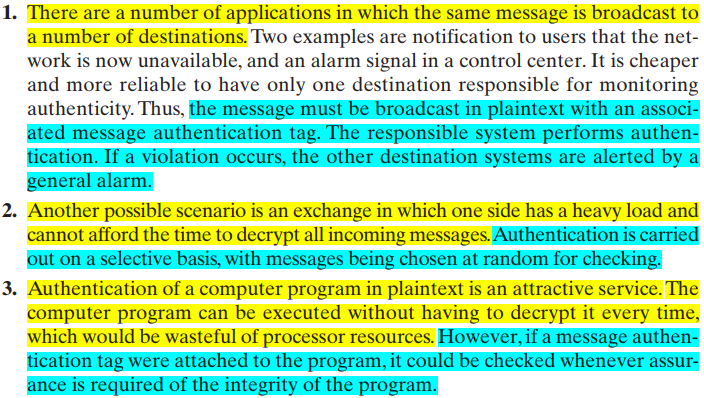 1. There are a number of applications in which the same message is broadcast to
a number of destinations. Two examples are notification to users that the net-
work is now unavailable, and an alarm signal in a control center. It is cheaper
and more reliable to have only one destination responsible for monitoring
authenticity. Thus, the message must be broadcast in plaintext with an associ-
ated message authentication tag. The responsible system performs authen-
tication. If a violation occurs, the other destination systems are alerted by a
general alarm.
2. Another possible scenario is an exchange in which one side has a heavy load and
cannot afford the time to decrypt all incoming messages. Authentication is carried
out on a selective basis, with messages being chosen at random for checking.
3. Authentication of a computer program in plaintext is an attractive service. The
computer program can be executed without having to decrypt it every time,
which would be wasteful of processor resources. However, if a message authen-
tication tag were attached to the program, it could be checked whenever assur-
ance is required of the integrity of the program.